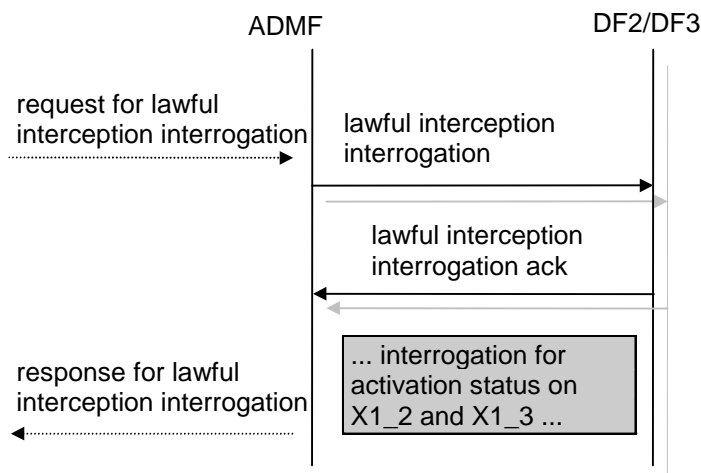 ADMF
DF2/DF3
request for lawful
interception interrogation
lawful interception
interrogation
lawful interception
interrogation ack
... interrogation for
activation status on
X1_2 and X1_3 ...
response for lawful
interception interrogation